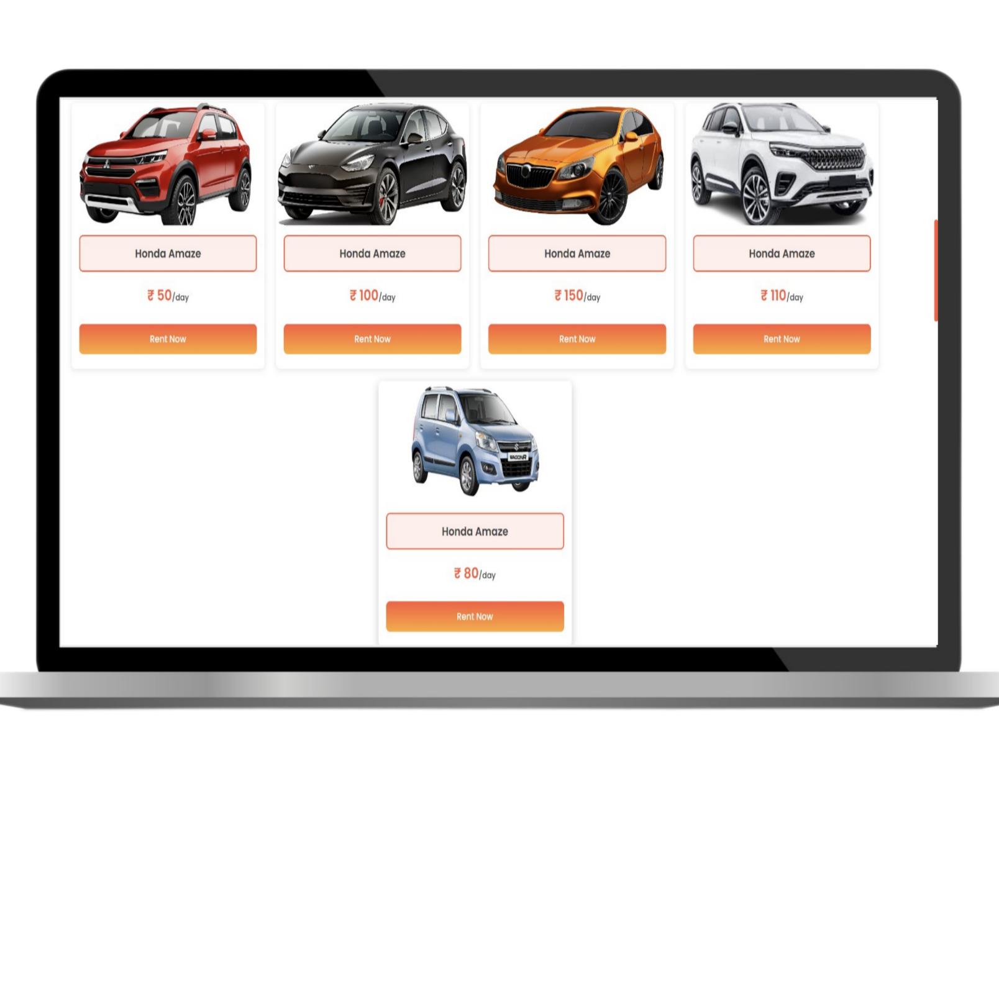 Honda Amaze
₹ 50/day
Rent Now
Honda Amaze
₹ 100/day
Rent Now
Honda Amaze
₹ 150/day
Rent Now
Honda Amaze
₹ 110/day
Rent Now
WAGONR
Honda Amaze
₹ 80/day
Rent Now